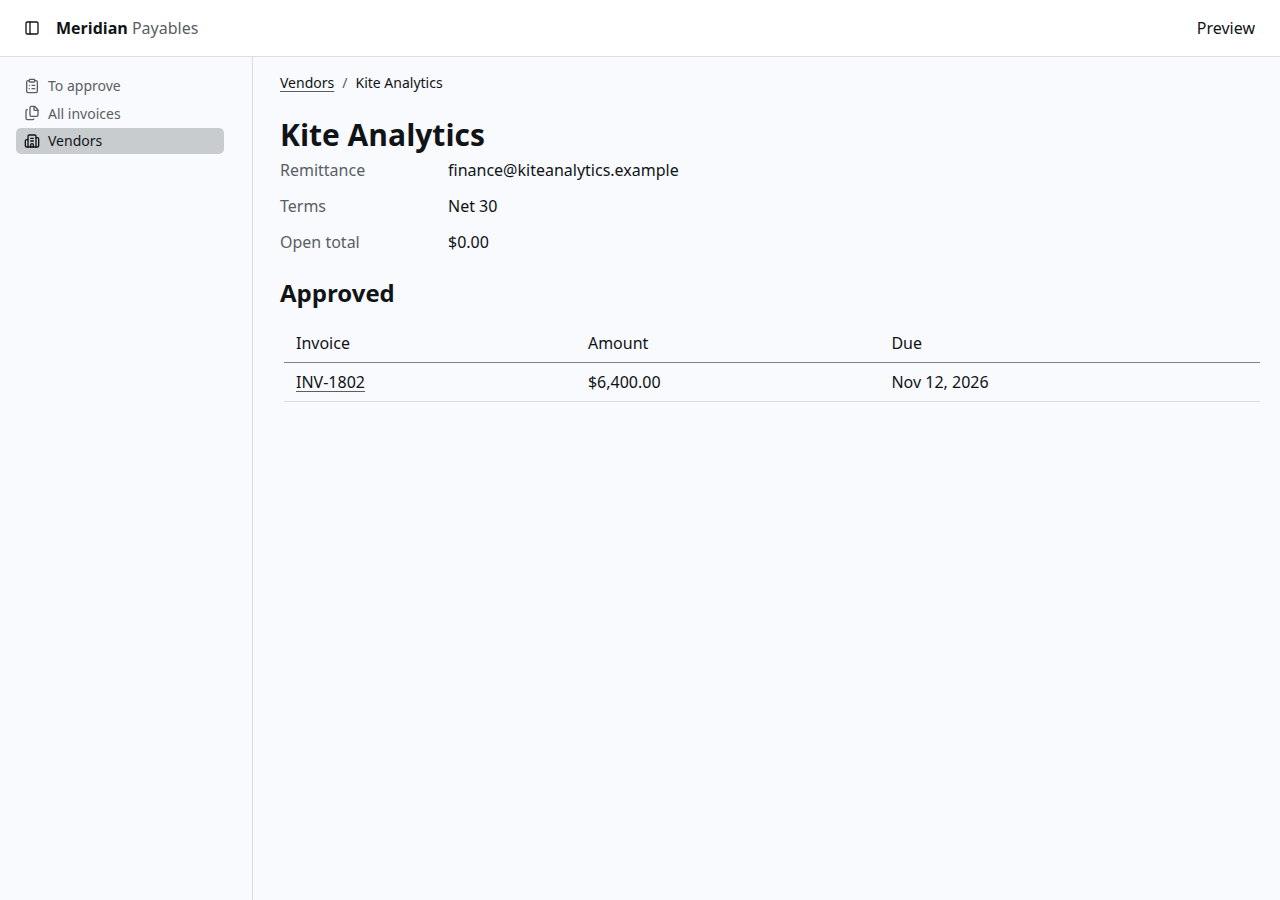 Meridian Payables
Preview
To approve
All invoices
Vendors
Vendors / Kite Analytics
Kite Analytics
Remittance finance@kiteanalytics.example
Terms Net 30
Open total $0.00
Approved
Invoice Amount Due
INV-1802 $6,400.00 Nov 12, 2026